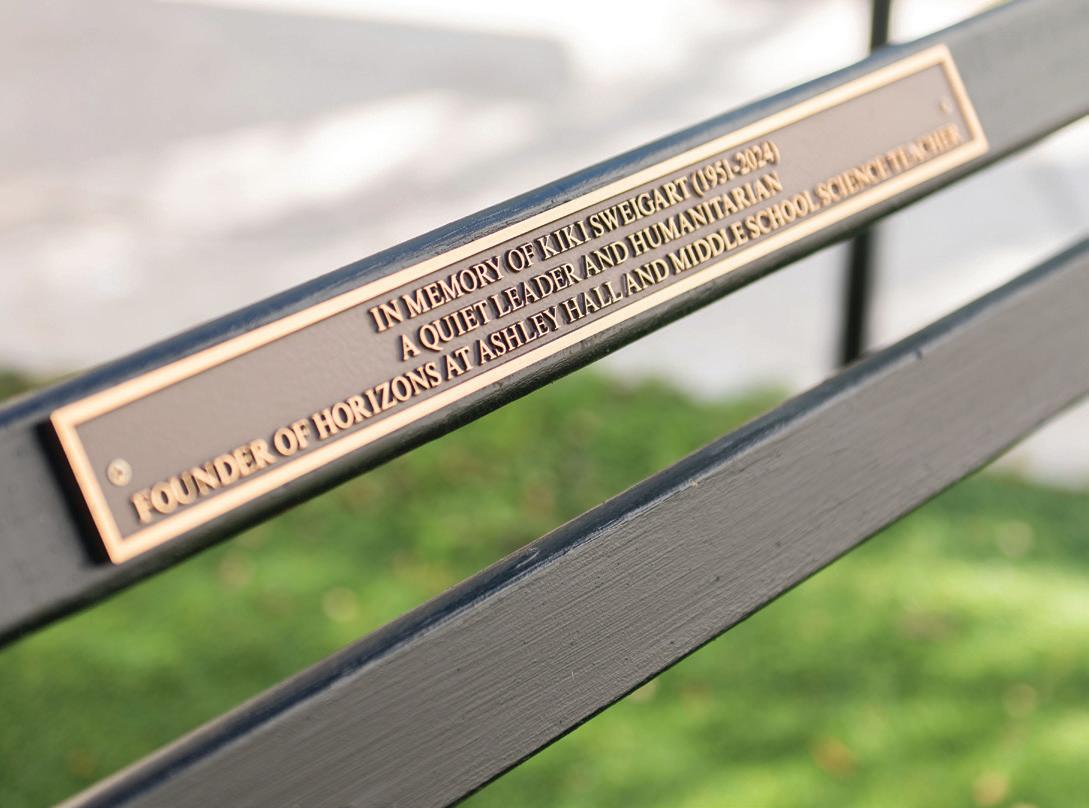 IN MEMORY OF KIKI SWEIGART (1951-2024)
A QUIET LEADER AND HUMANITARIAN
FOUNDER OF HORIZONS AT ASHLEY HALL AND MIDDLE SCHOOL SCIENCE TEACHER